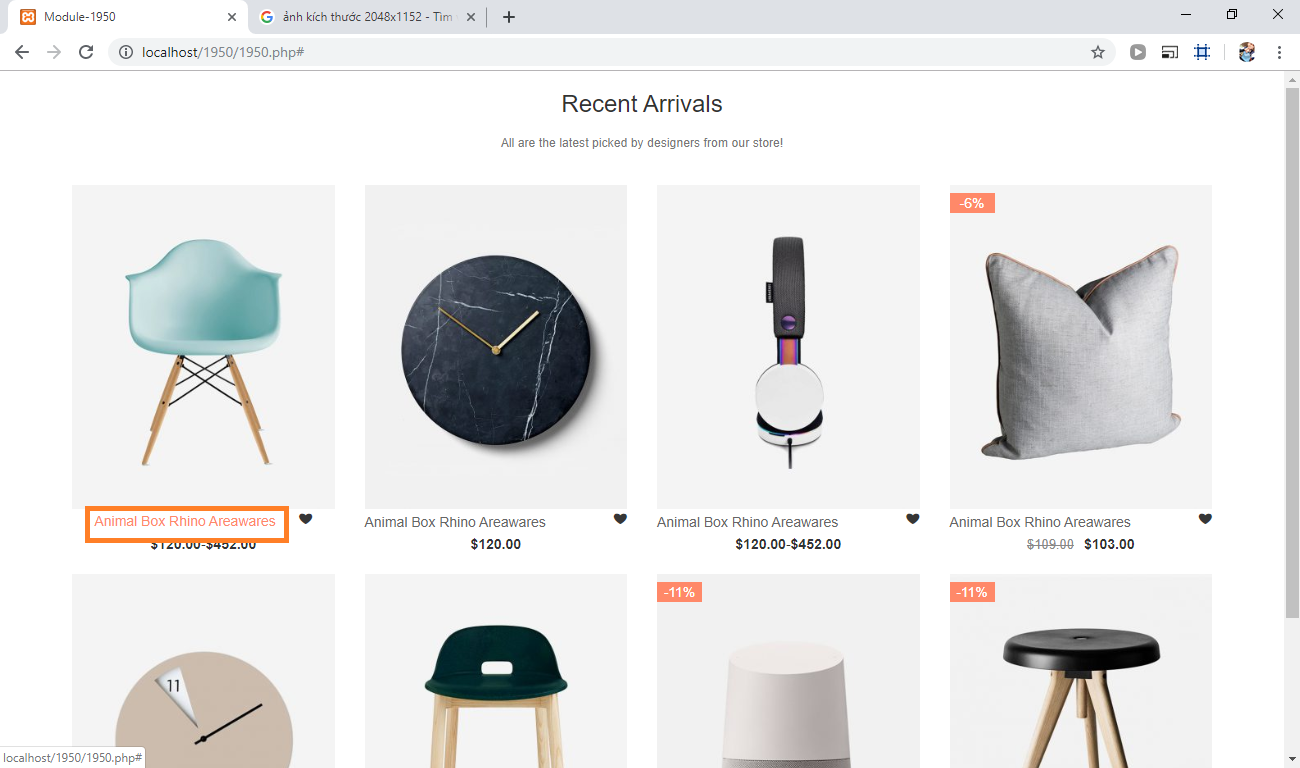 Module-1950
ảnh kích thước 2048x1152 - Tìm
localhost/1950/1950.php#
Recent Arrivals
All are the latest picked by designers from our store!
-6%
Animal Box Rhino Areawares
Animal Box Rhino Areawares
Animal Box Rhino Areawares
Animal Box Rhino Areawares
$120.00-$452.00
$120.00
$120.00-$452.00
$109.00 $103.00
-11%
-11%
11
localhost/1950/1950.php#